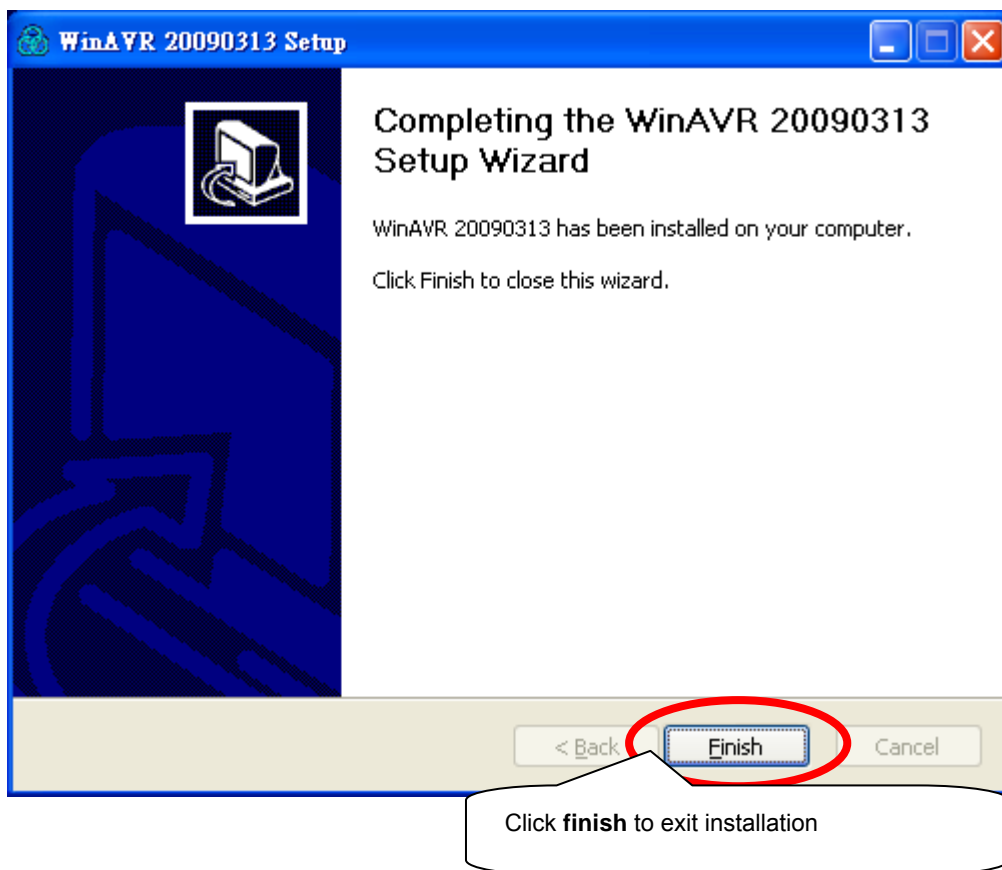 WinAVR 20090313 Setup
Completing the WinAVR 20090313
Setup Wizard
WinAVR 20090313 has been installed on your computer.
Click Finish to close this wizard.
< Back
Finish
Cancel
Click finish to exit installation